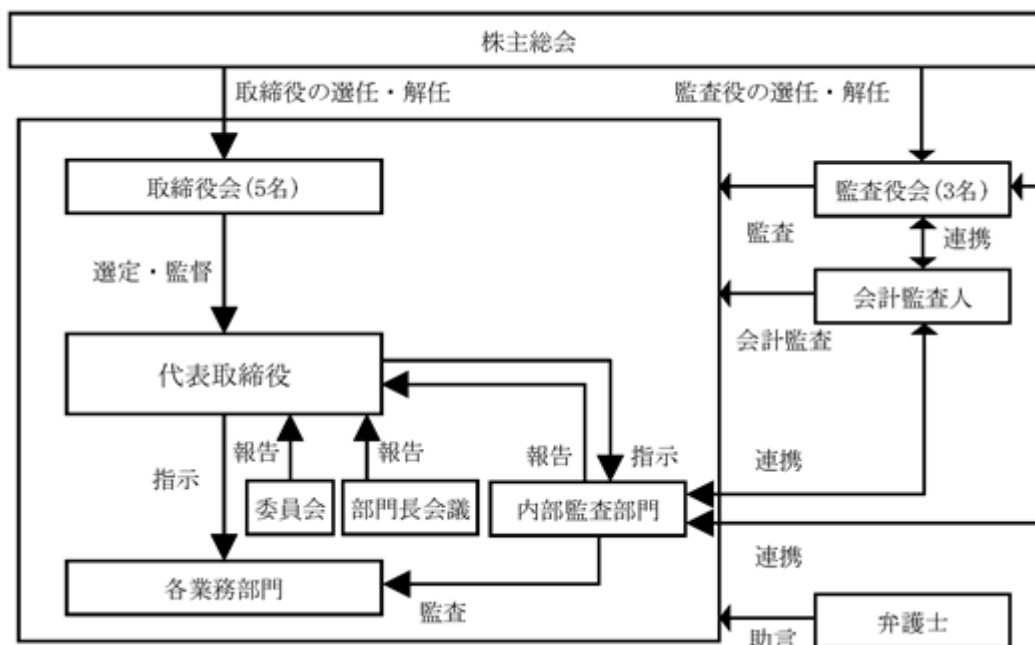 株主総会
取締役の選任・解任
監査役の選任・解任
取締役会(5名)
監査役会(3名)
監査
連携
選定・監督
会計監査人
会計監査
代表取締役
報告
報告
報告
指示
指示
連携
委員会
部門長会議
内部監査部門
連携
各業務部門
監査
弁護士
助言